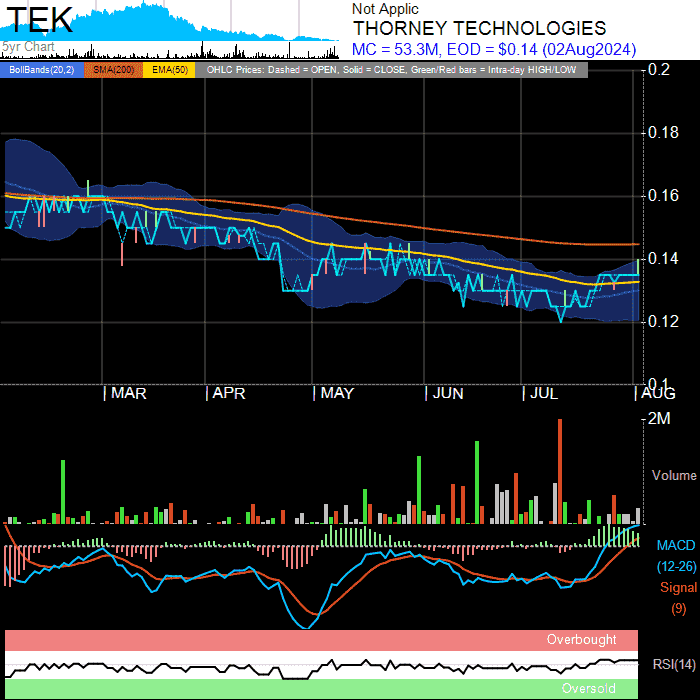 TEK
Not Applic
THORNEY TECHNOLOGIES
5yr Chart
MC = 53.3M, EOD = $0.14 (02Aug2024)
BollBands(20,2) SMA(200) EMA(50) OHLC Prices: Dashed = OPEN, Solid = CLOSE, Green/Red bars = Intra-day HIGH/LOW
0.2
0.18
0.16
0.14
0.12
0.1
| MAR | APR | MAY | JUN | JUL | AUG
2M
Volume
MACD
(12-26)
Signal
(9)
Overbought
RSI(14)
Oversold